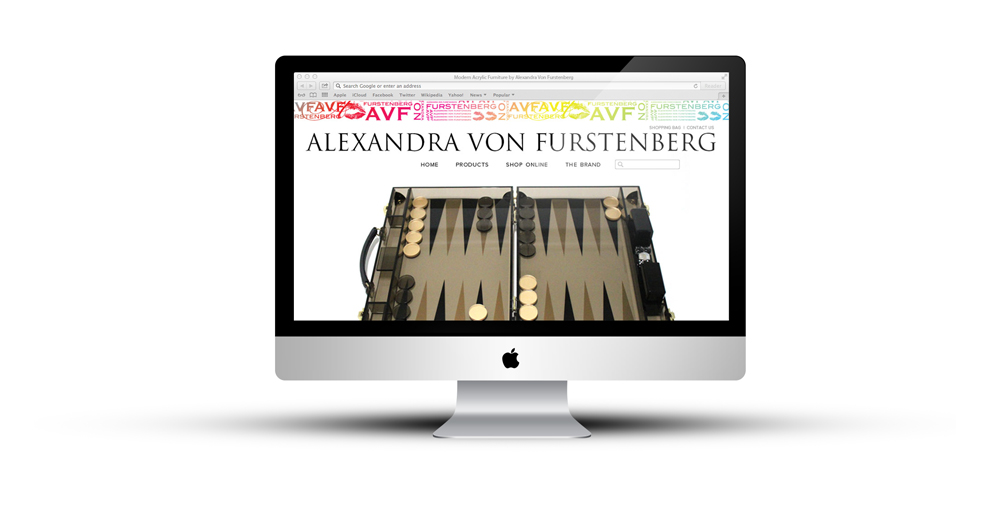 Modern Acrylic Furniture by Alexandra Von Furstenberg
Search Google or enter an address
Reader
Apple iCloud Facebook Twitter Wikipedia Yahoo! News Popular
AVF FURSTENBERG AVF FURSTENBERG
FURSTENBERG AVF FURSTENBERG AVF FURSTENBERG
SHOPPING BAG | CONTACT US
ALEXANDRA VON FURSTENBERG
HOME PRODUCTS SHOP ONLINE THE BRAND